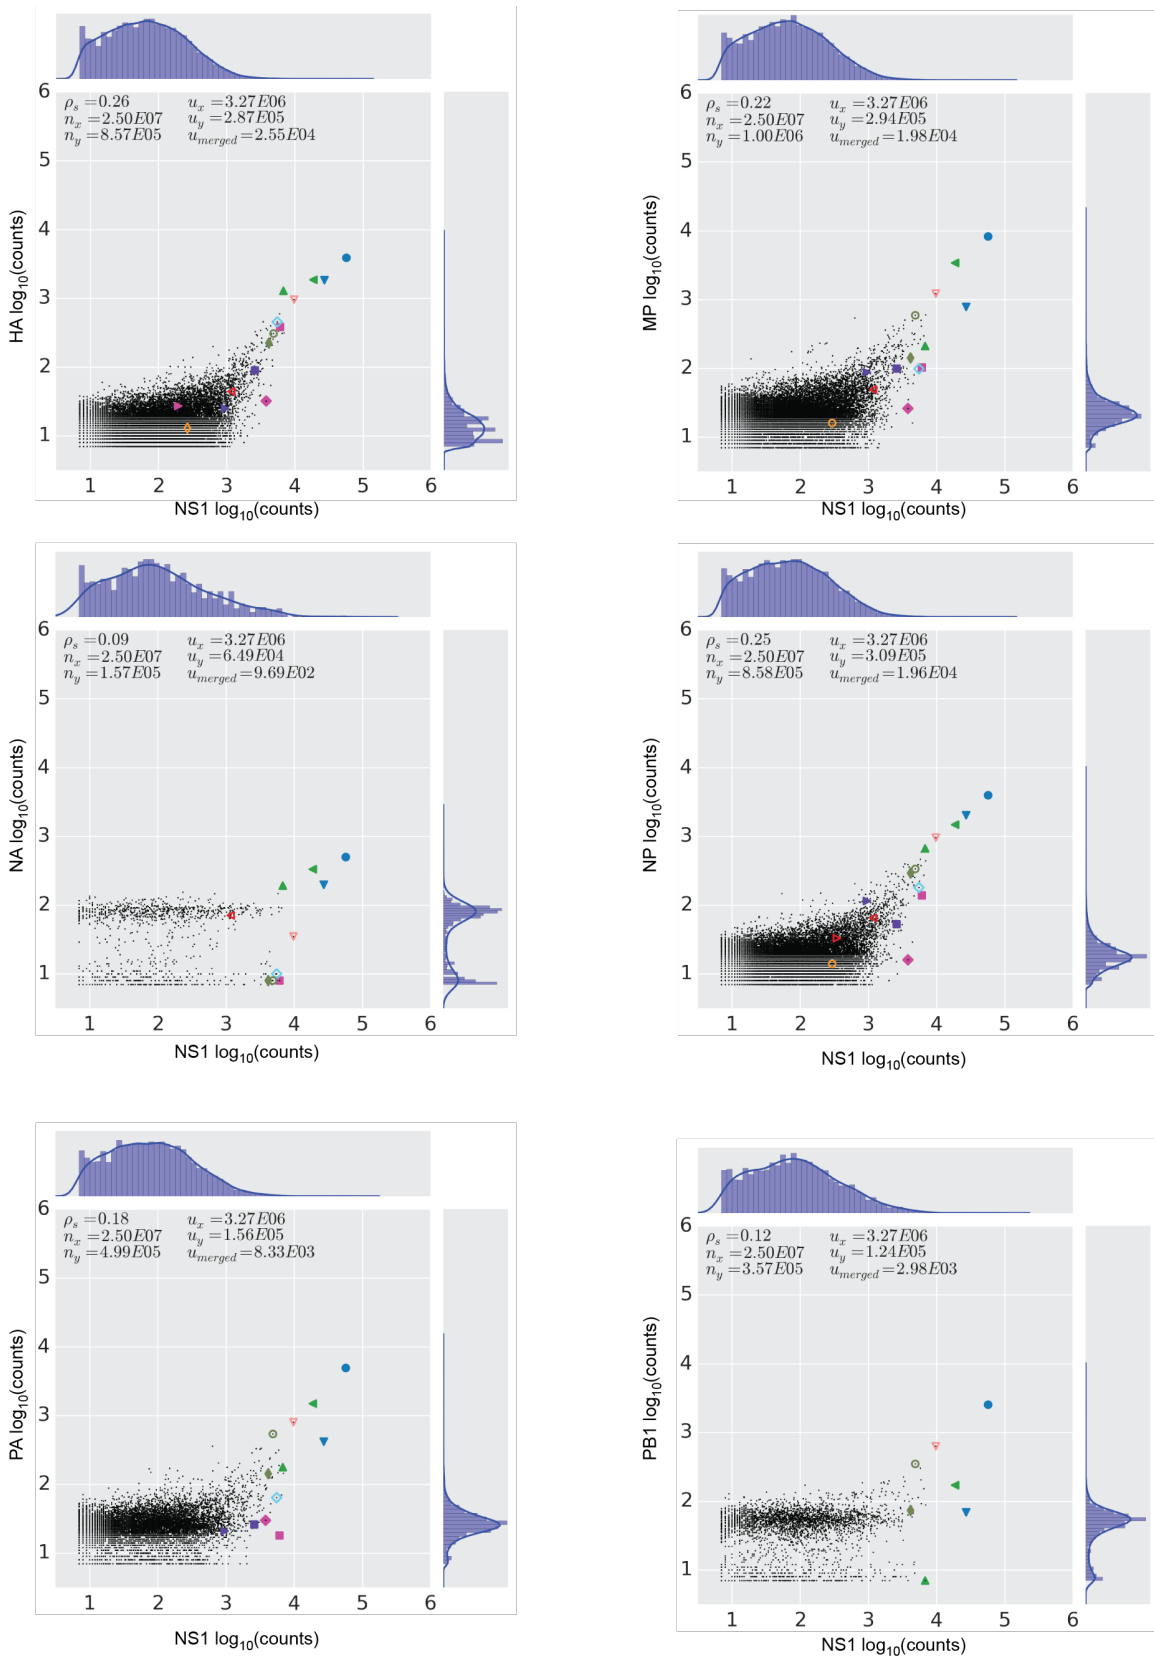 6
ρs =0.26 ux =3.27E06
nx =2.50E07 uy =2.87E05
ny =8.57E05 umerged =2.55E04
5
4
3
2
1
HA log10(counts)
1 2 3 4 5 6
NS1 log10(counts)
6
ρs =0.22 ux =3.27E06
nx =2.50E07 uy =2.94E05
ny =1.00E06 umerged =1.98E04
5
4
3
2
1
MP log10(counts)
1 2 3 4 5 6
NS1 log10(counts)
6
ρs =0.09 ux =3.27E06
nx =2.50E07 uy =6.49E04
ny =1.57E05 umerged =9.69E02
5
4
3
2
1
NA log10(counts)
1 2 3 4 5 6
NS1 log10(counts)
6
ρs =0.25 ux =3.27E06
nx =2.50E07 uy =3.09E05
ny =8.58E05 umerged =1.96E04
5
4
3
2
1
NP log10(counts)
1 2 3 4 5 6
NS1 log10(counts)
6
ρs =0.18 ux =3.27E06
nx =2.50E07 uy =1.56E05
ny =4.99E05 umerged =8.33E03
5
4
3
2
1
PA log10(counts)
1 2 3 4 5 6
NS1 log10(counts)
6
ρs =0.12 ux =3.27E06
nx =2.50E07 uy =1.24E05
ny =3.57E05 umerged =2.98E03
5
4
3
2
1
PB1 log10(counts)
1 2 3 4 5 6
NS1 log10(counts)